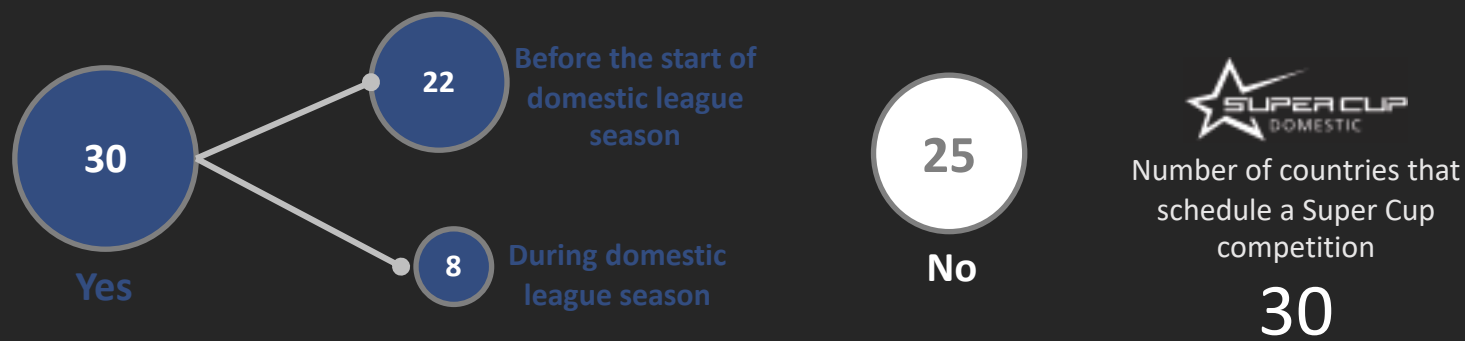 30
Yes
22
Before the start of
domestic league
season
8
During domestic
league season
25
No
SUPER CUP
DOMESTIC
Number of countries that
schedule a Super Cup
competition
30